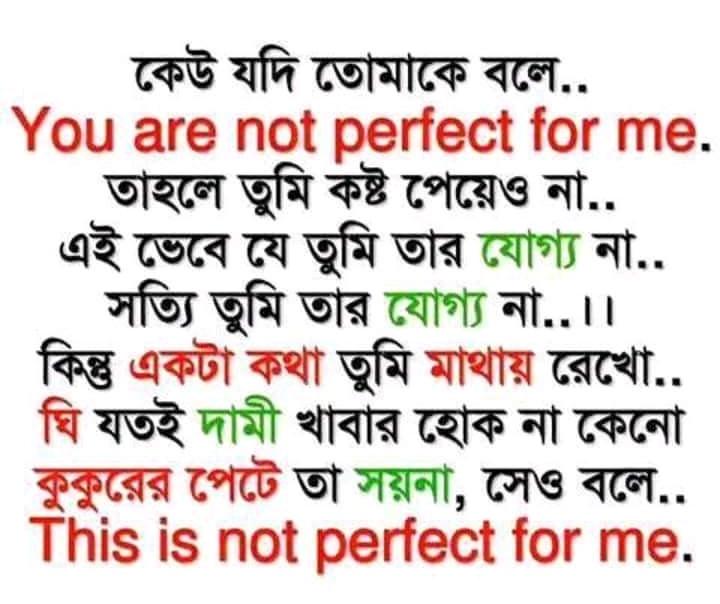 কেউ যদি তোমাকে বলে..
You are not perfect for me.
তাহলে তুমি কষ্ট পেয়েও না..
এই ভেবে যে তুমি তার যোগ্য না..
সত্যি তুমি তার যোগ্য না..।।
কিন্তু একটা কথা তুমি মাথায় রেখো..
ঘি যতই দামী খাবার হোক না কেনো
কুকুরের পেটে তা সয়না, সেও বলে..
This is not perfect for me.